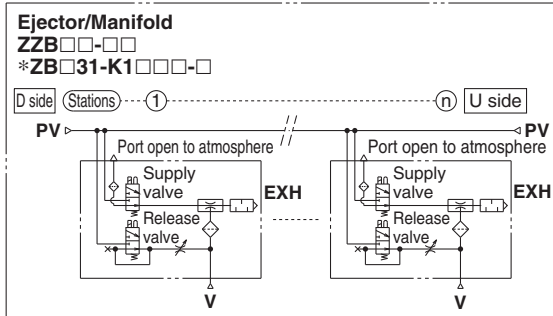 Ejector/Manifold
ZZB□□-□□
*ZB□31-K1□□□-□
D side Stations 1 n U side
PV PV
Port open to atmosphere Port open to atmosphere
Supply valve EXH Supply valve EXH
Release valve Release valve
V V